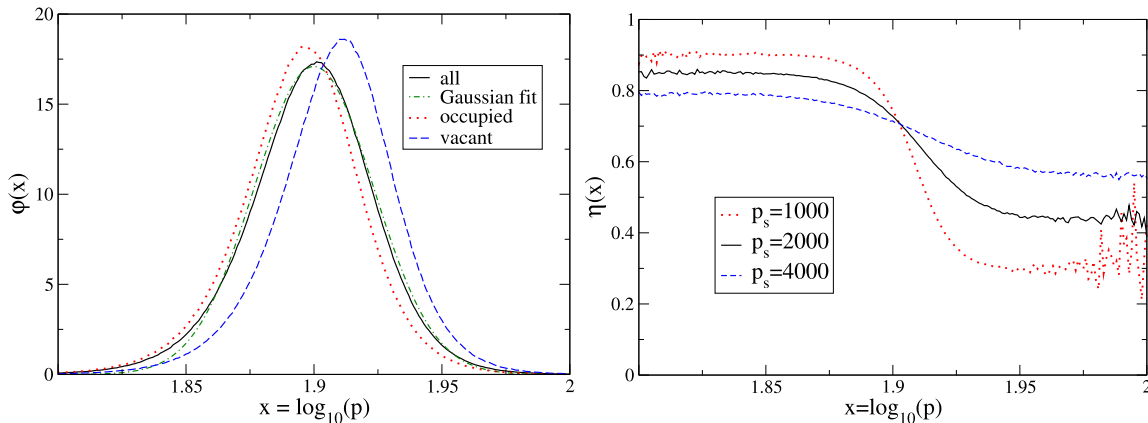 20
15
10
5
0
φ(x)
all
Gaussian fit
occupied
vacant
1.85
1.9
1.95
2
x = log10(p)
1
0.8
0.6
0.4
0.2
0
η(x)
ps=1000
ps=2000
ps=4000
1.85
1.9
1.95
2
x=log10(p)